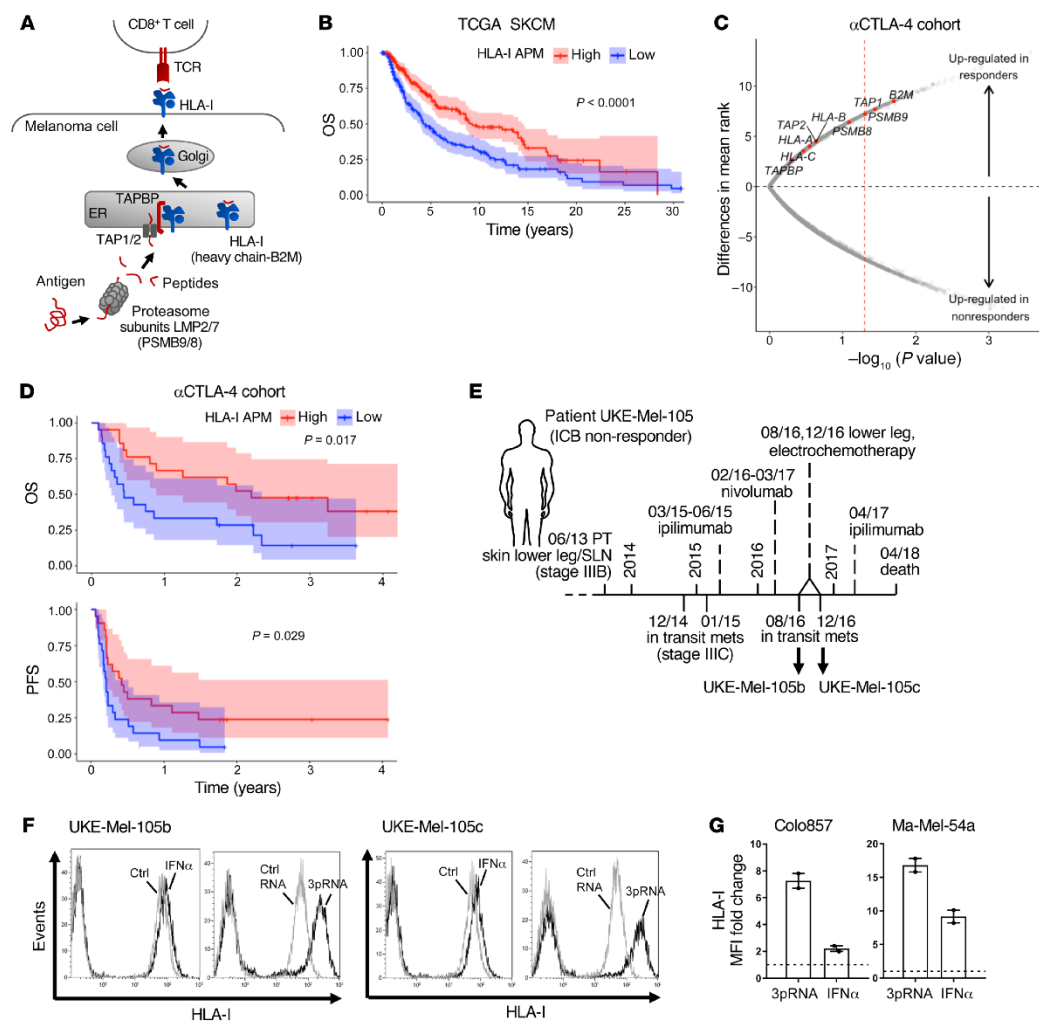 A
CD8⁺ T cell
TCR
HLA-I
Melanoma cell
Golgi
TAPBP
ER
TAP1/2
HLA-I
(heavy chain-B2M)
Antigen
Peptides
Proteasome
subunits LMP2/7
(PSMB9/8)
B
TCGA SKCM
HLA-I APM High Low
P < 0.0001
OS
1.00
0.75
0.50
0.25
0.00
0 5 10 15 20 25 30
Time (years)
C
αCTLA-4 cohort
Up-regulated in
responders
B2M
TAP1
PSMB9
HLA-B
PSMB8
TAP2
HLA-A
HLA-C
TAPBP
Differences in mean rank
10
5
0
−5
−10
Up-regulated in
nonresponders
0 1 2 3
−log₁₀ (P value)
D
αCTLA-4 cohort
HLA-I APM High Low
P = 0.017
OS
1.00
0.75
0.50
0.25
0.00
0 1 2 3 4
P = 0.029
PFS
1.00
0.75
0.50
0.25
0.00
0 1 2 3 4
Time (years)
E
Patient UKE-Mel-105
(ICB non-responder)
08/16,12/16 lower leg,
electrochemotherapy
02/16-03/17
nivolumab
03/15-06/15
ipilimumab
04/17
ipilimumab
06/13 PT
skin lower leg/SLN
(stage IIIB)
04/18
death
2014
2015
2016
2017
12/14 01/15
in transit mets
(stage IIIC)
08/16 12/16
in transit mets
UKE-Mel-105b UKE-Mel-105c
F
UKE-Mel-105b
UKE-Mel-105c
Ctrl IFNα
Ctrl
RNA 3pRNA
Ctrl IFNα
Ctrl
RNA 3pRNA
Events
HLA-I
HLA-I
G
Colo857
Ma-Mel-54a
HLA-I
MFI fold change
10
8
6
4
2
0
3pRNA IFNα
20
15
10
5
0
3pRNA IFNα